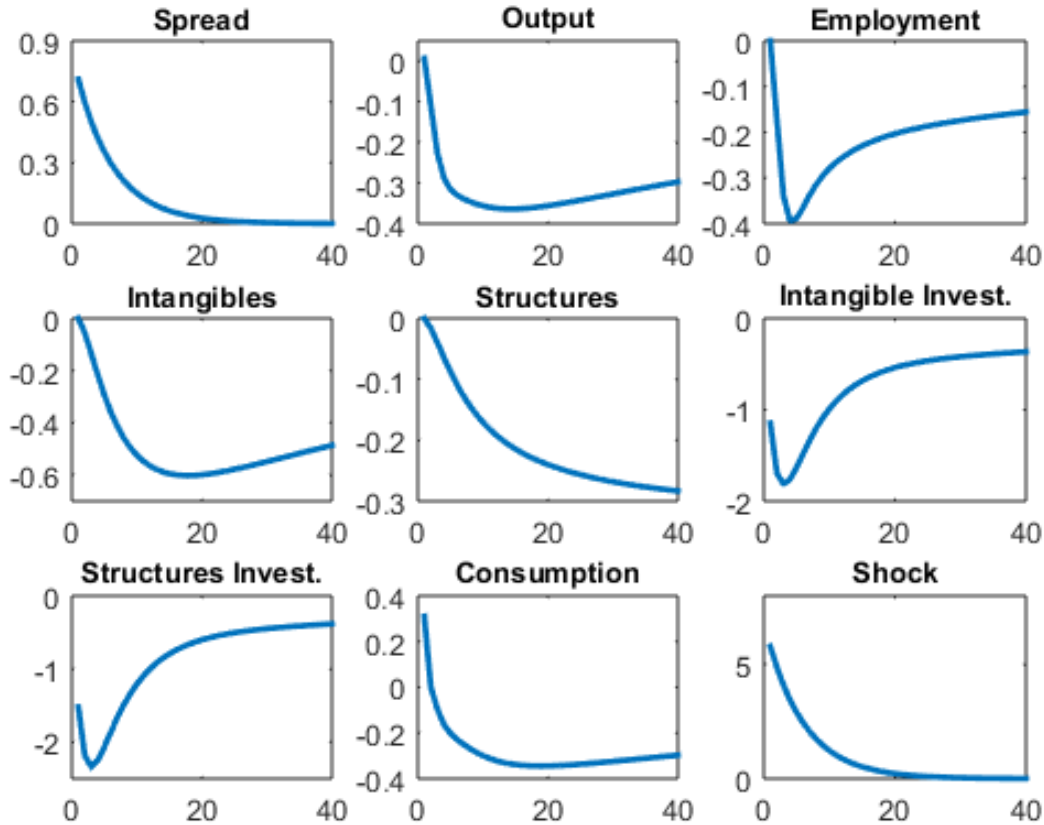 Spread
0.9
0.6
0.3
0
0 20 40
Output
0
-0.1
-0.2
-0.3
-0.4
0 20 40
Employment
0
-0.1
-0.2
-0.3
-0.4
0 20 40
Intangibles
0
-0.2
-0.4
-0.6
0 20 40
Structures
0
-0.1
-0.2
-0.3
0 20 40
Intangible Invest.
0
-1
-2
0 20 40
Structures Invest.
0
-1
-2
0 20 40
Consumption
0.4
0.2
0
-0.2
-0.4
0 20 40
Shock
5
0
0 20 40